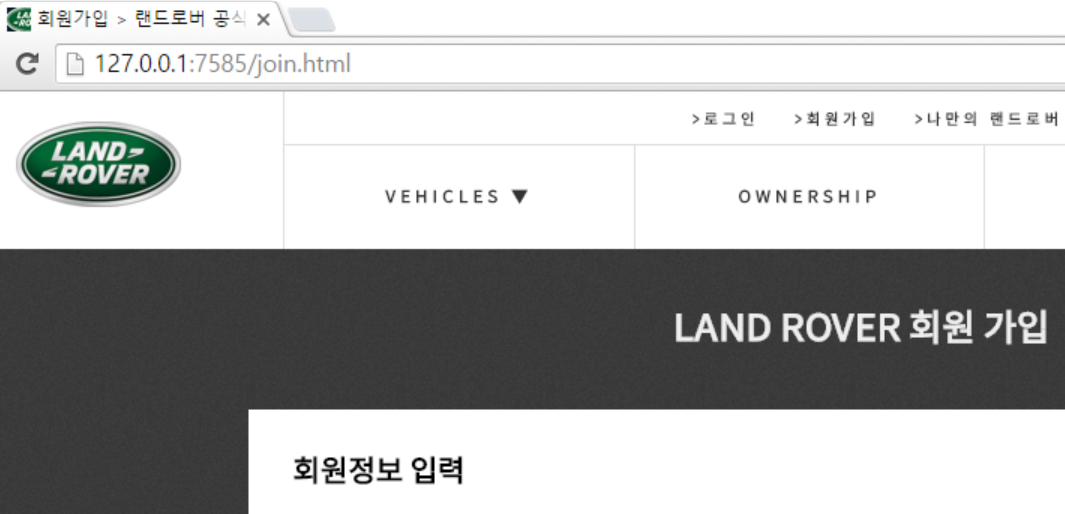 회원가입 > 랜드로버 공식
127.0.0.1:7585/join.html
>로그인 >회원가입 >나만의 랜드로버
LAND
ROVER
VEHICLES ▼ OWNERSHIP
LAND ROVER 회원 가입
회원정보 입력